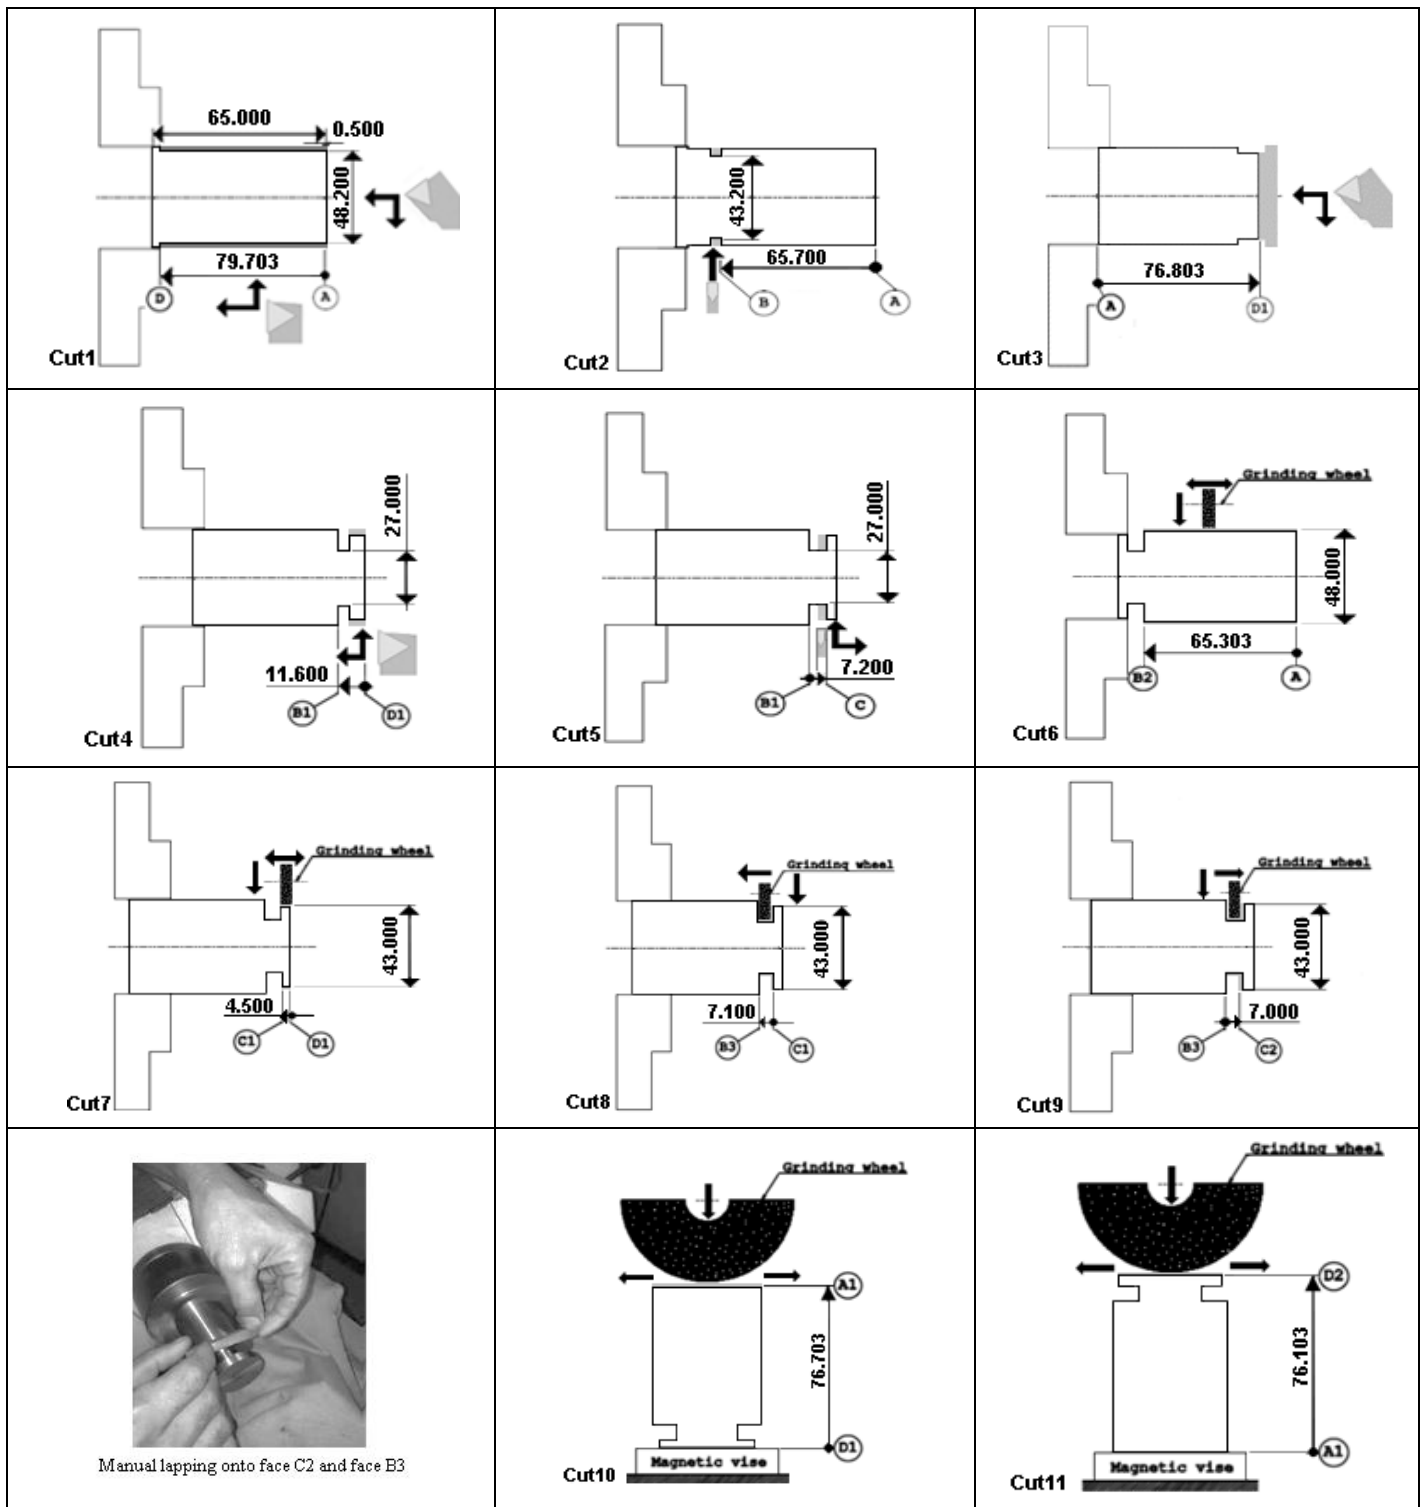 65.000
0.500
48.200
79.703
D
A
Cut1
43.200
65.700
B
A
Cut2
76.803
A
D1
Cut3
27.000
11.600
B1
D1
Cut4
27.000
7.200
B1
C
Cut5
Grinding wheel
48.000
65.303
B2
A
Cut6
Grinding wheel
43.000
4.500
C1
D1
Cut7
Grinding wheel
43.000
7.100
B3
C1
Cut8
Grinding wheel
43.000
7.000
B3
C2
Cut9
Manual lapping onto face C2 and face B3
Grinding wheel
A1
76.703
D1
Magnetic vise
Cut10
Grinding wheel
D2
76.103
A1
Magnetic vise
Cut11